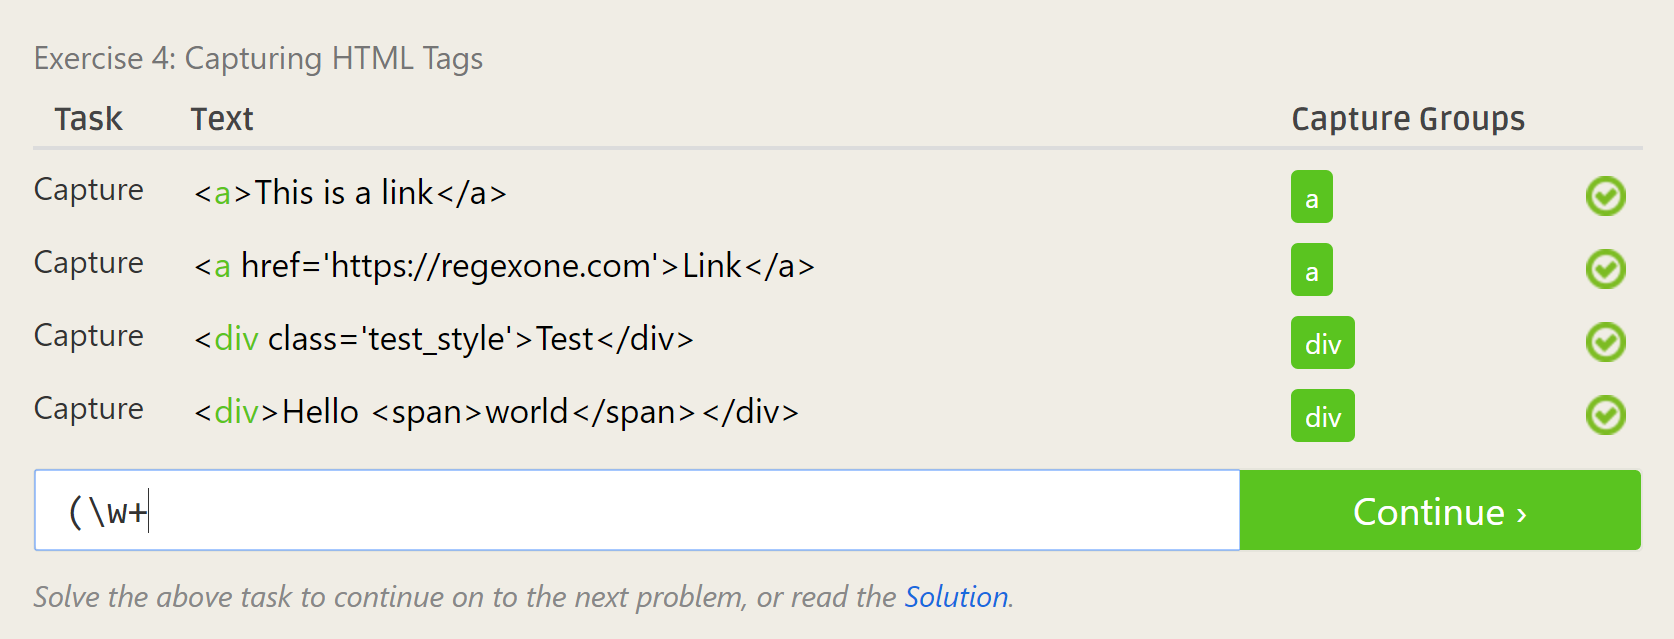 Exercise 4: Capturing HTML Tags
Task Text Capture Groups
Capture <a>This is a link</a> a
Capture <a href='https://regexone.com'>Link</a> a
Capture <div class='test_style'>Test</div> div
Capture <div>Hello <span>world</span></div> div
(\w+ Continue ›
Solve the above task to continue on to the next problem, or read the Solution.